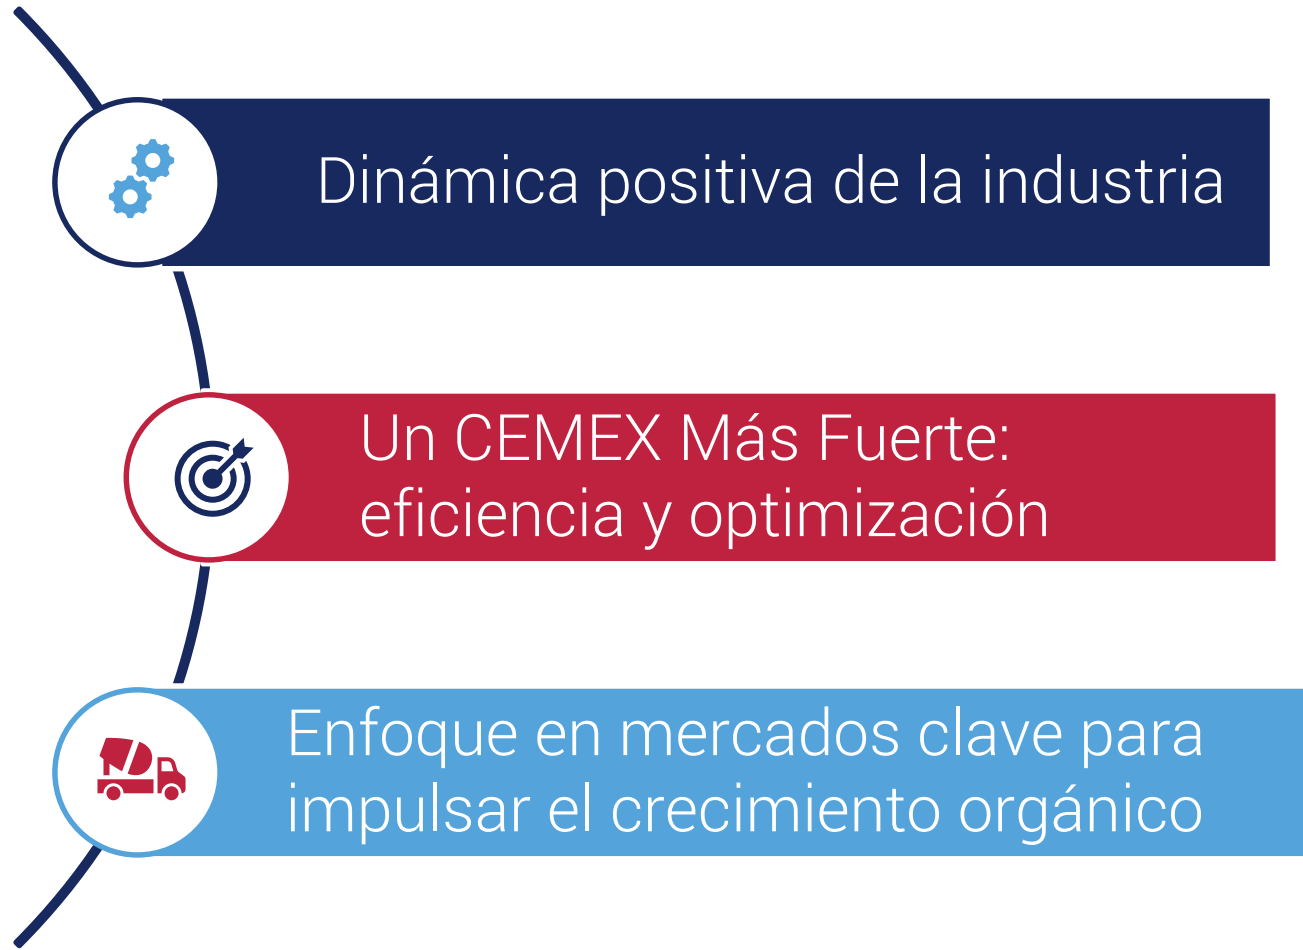 Dinámica positiva de la industria
Un CEMEX Más Fuerte:
eficiencia y optimización
Enfoque en mercados clave para
impulsar el crecimiento orgánico